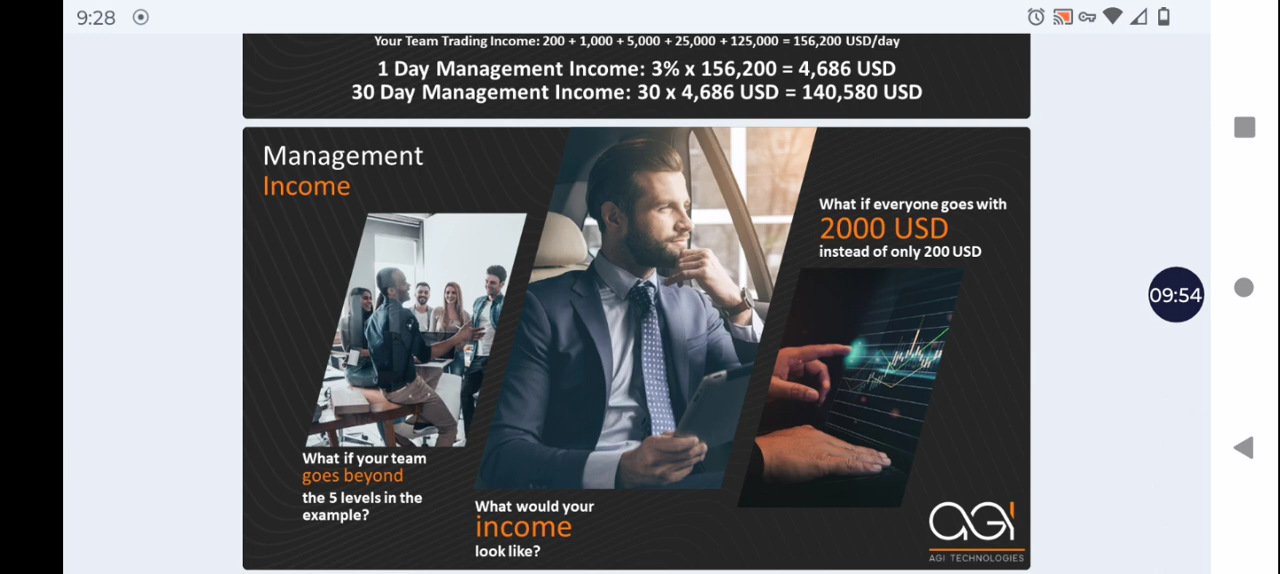 9:28
Your Team Trading Income: 200 + 1,000 + 5,000 + 25,000 + 125,000 = 156,200 USD/day
1 Day Management Income: 3% x 156,200 = 4,686 USD
30 Day Management Income: 30 x 4,686 USD = 140,580 USD
Management
Income
What if everyone goes with
2000 USD
instead of only 200 USD
09:54
What if your team
goes beyond
the 5 levels in the
example?
What would your
income
look like?
AGI
AGI TECHNOLOGIES